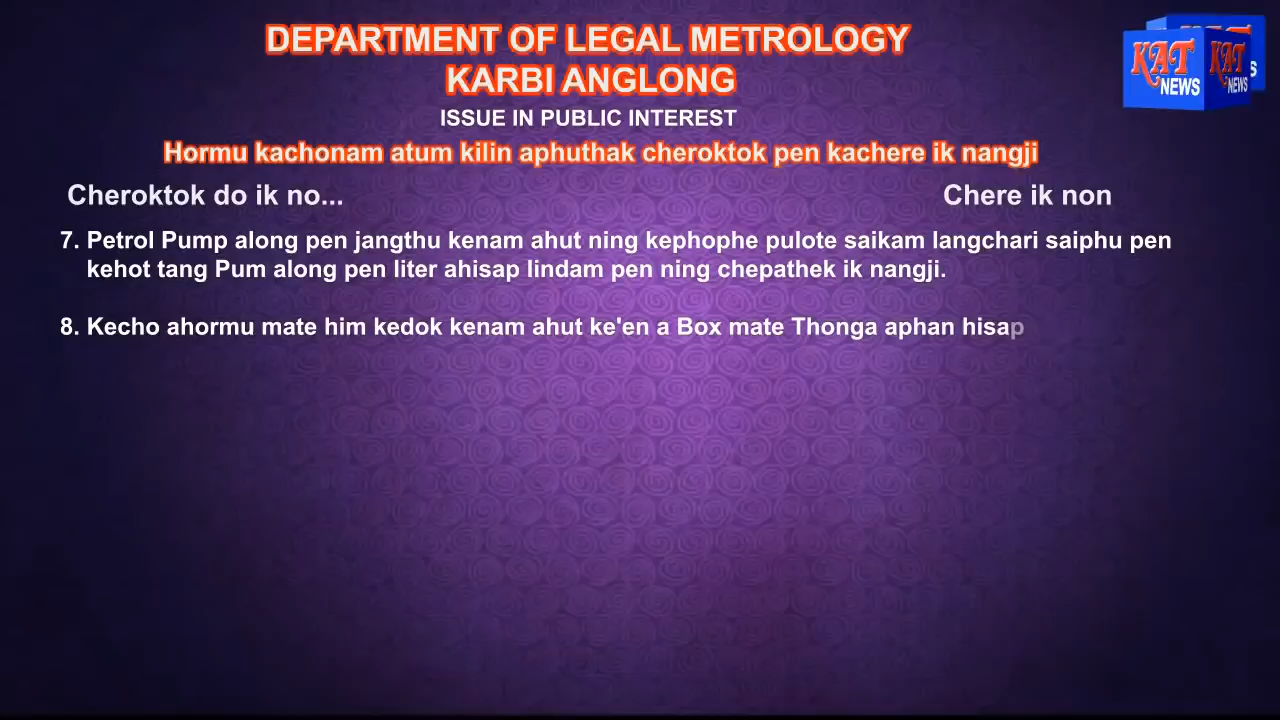 DEPARTMENT OF LEGAL METROLOGY
KARBI ANGLONG
ISSUE IN PUBLIC INTEREST
Hormu kachonam atum kilin aphuthak cheroktok pen kachere ik nangji
Cheroktok do ik no...
Chere ik non
7. Petrol Pump along pen jangthu kenam ahut ning kephophe pulote saikam langchari saiphu pen
kehot tang Pum along pen liter ahisap lindam pen ning chepathek ik nangji.
8. Kecho ahormu mate him kedok kenam ahut ke'en a Box mate Thonga aphan hisap
KAT NEWS
KAT NEWS